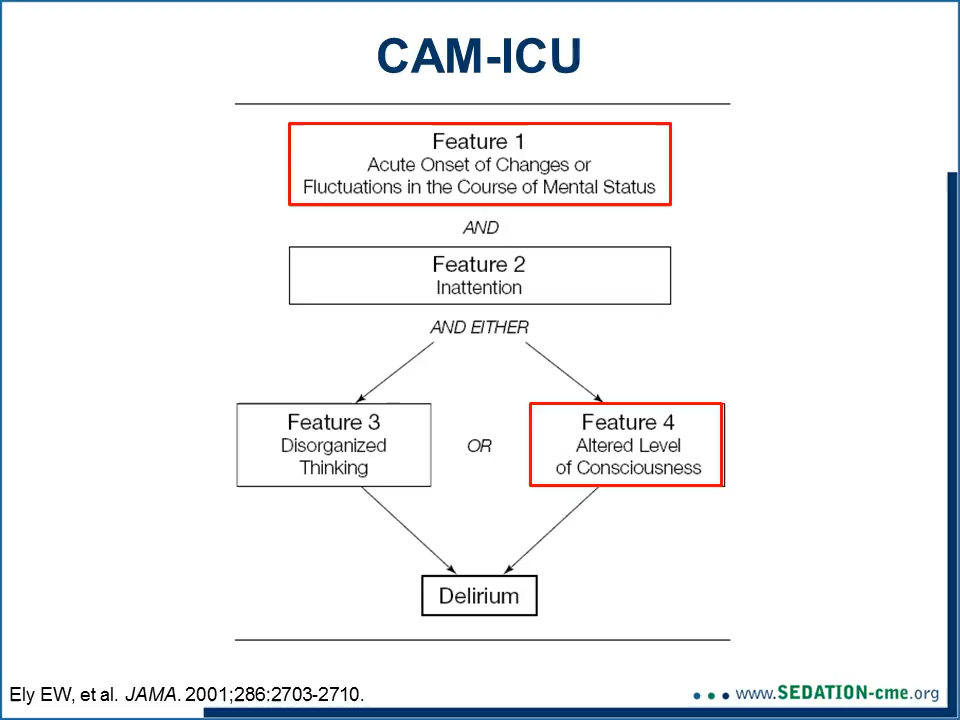 CAM-ICU
Feature 1
Acute Onset of Changes or
Fluctuations in the Course of Mental Status
AND
Feature 2
Inattention
AND EITHER
Feature 3
Disorganized
Thinking
OR
Feature 4
Altered Level
of Consciousness
Delirium
Ely EW, et al. JAMA. 2001;286:2703-2710.
www.SEDATION-cme.org